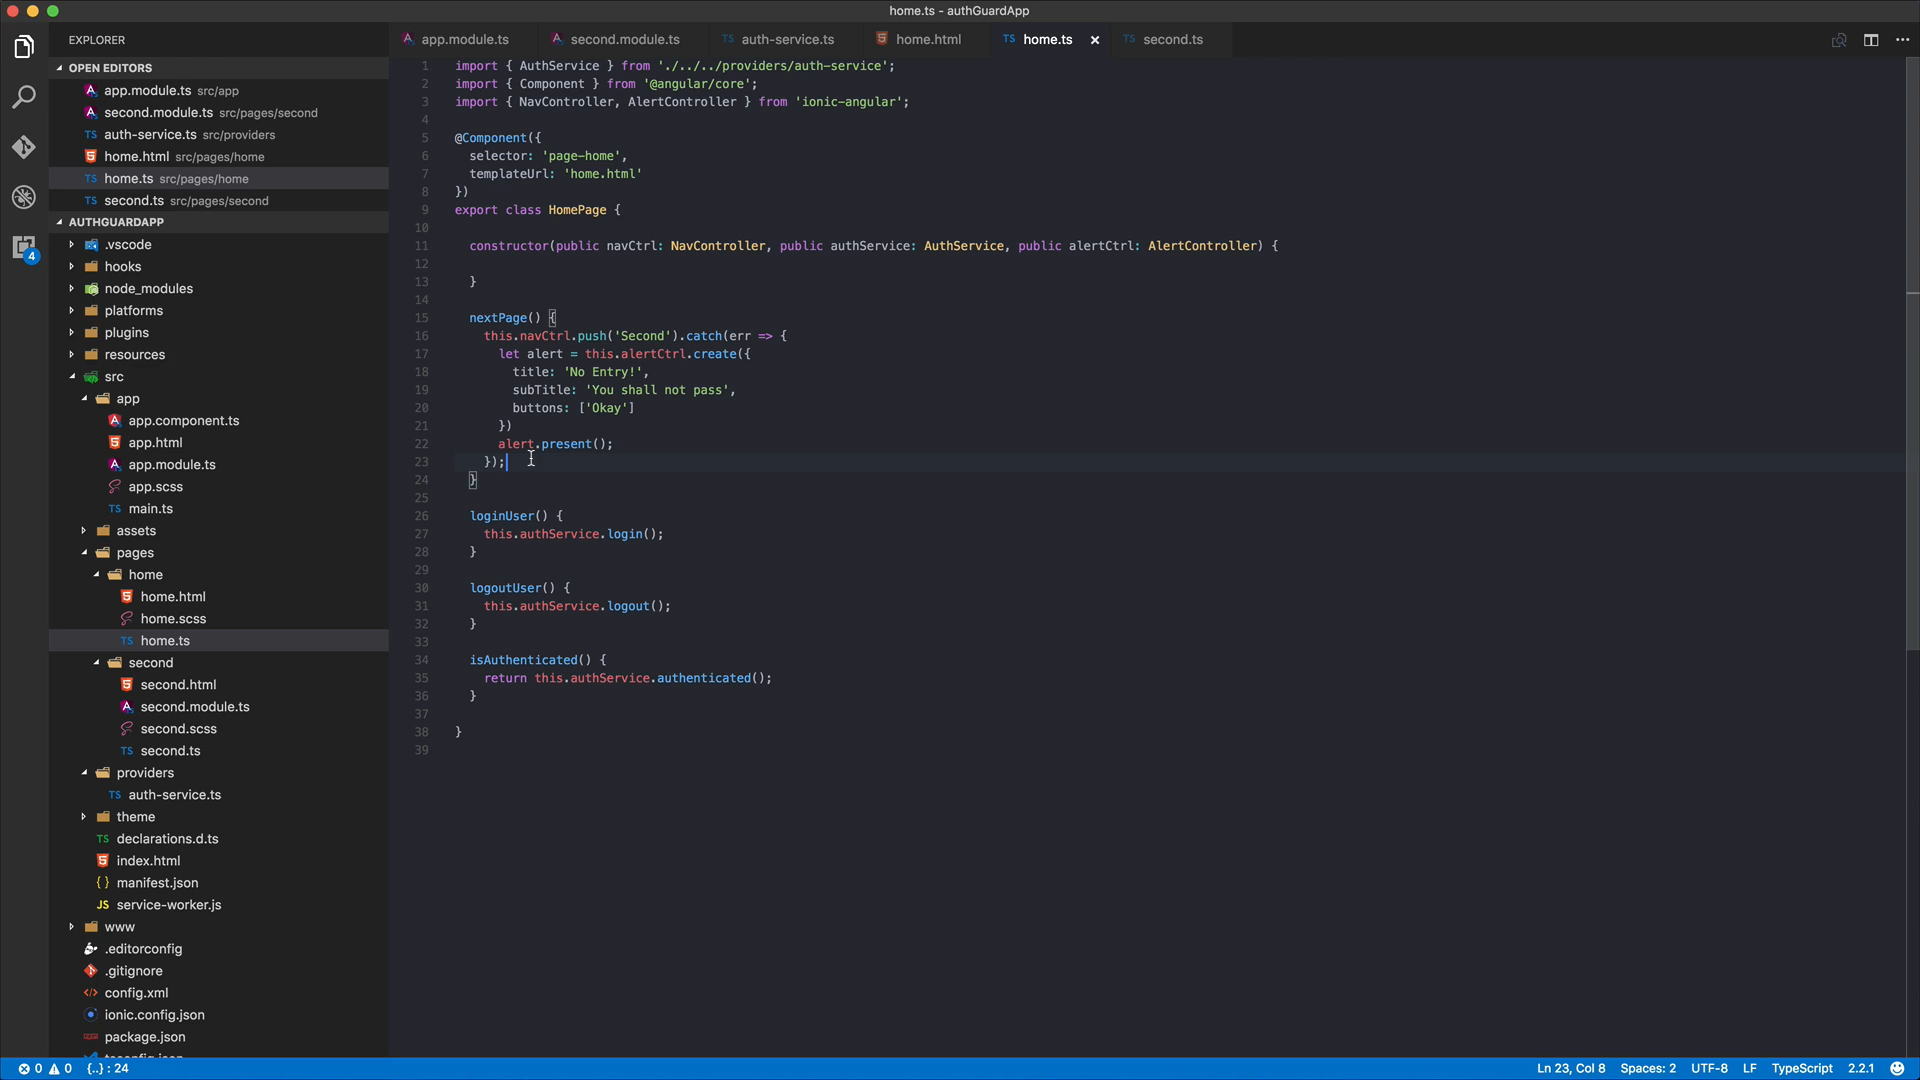 home.ts - authGuardApp
EXPLORER
OPEN EDITORS
app.module.ts src/app
second.module.ts src/pages/second
auth-service.ts src/providers
home.html src/pages/home
home.ts src/pages/home
second.ts src/pages/second
AUTHGUARDAPP
.vscode
hooks
node_modules
platforms
plugins
resources
src
app
app.component.ts
app.html
app.module.ts
app.scss
TS main.ts
assets
pages
home
home.html
home.scss
TS home.ts
second
second.html
second.module.ts
second.scss
TS second.ts
providers
TS auth-service.ts
theme
TS declarations.d.ts
index.html
{ } manifest.json
JS service-worker.js
www
.editorconfig
.gitignore
config.xml
ionic.config.json
package.json
4
app.module.ts second.module.ts TS auth-service.ts home.html TS home.ts × TS second.ts
1 import { AuthService } from './../../providers/auth-service';
2 import { Component } from '@angular/core';
3 import { NavController, AlertController } from 'ionic-angular';
4
5 @Component({
6 selector: 'page-home',
7 templateUrl: 'home.html'
8 })
9 export class HomePage {
10
11 constructor(public navCtrl: NavController, public authService: AuthService, public alertCtrl: AlertController) {
12
13 }
14
15 nextPage() {
16 this.navCtrl.push('Second').catch(err => {
17 let alert = this.alertCtrl.create({
18 title: 'No Entry!',
19 subTitle: 'You shall not pass',
20 buttons: ['Okay']
21 })
22 alert.present();
23 });
24 }
25
26 loginUser() {
27 this.authService.login();
28 }
29
30 logoutUser() {
31 this.authService.logout();
32 }
33
34 isAuthenticated() {
35 return this.authService.authenticated();
36 }
37
38 }
39
0 0 {..} : 24 Ln 23, Col 8 Spaces: 2 UTF-8 LF TypeScript 2.2.1